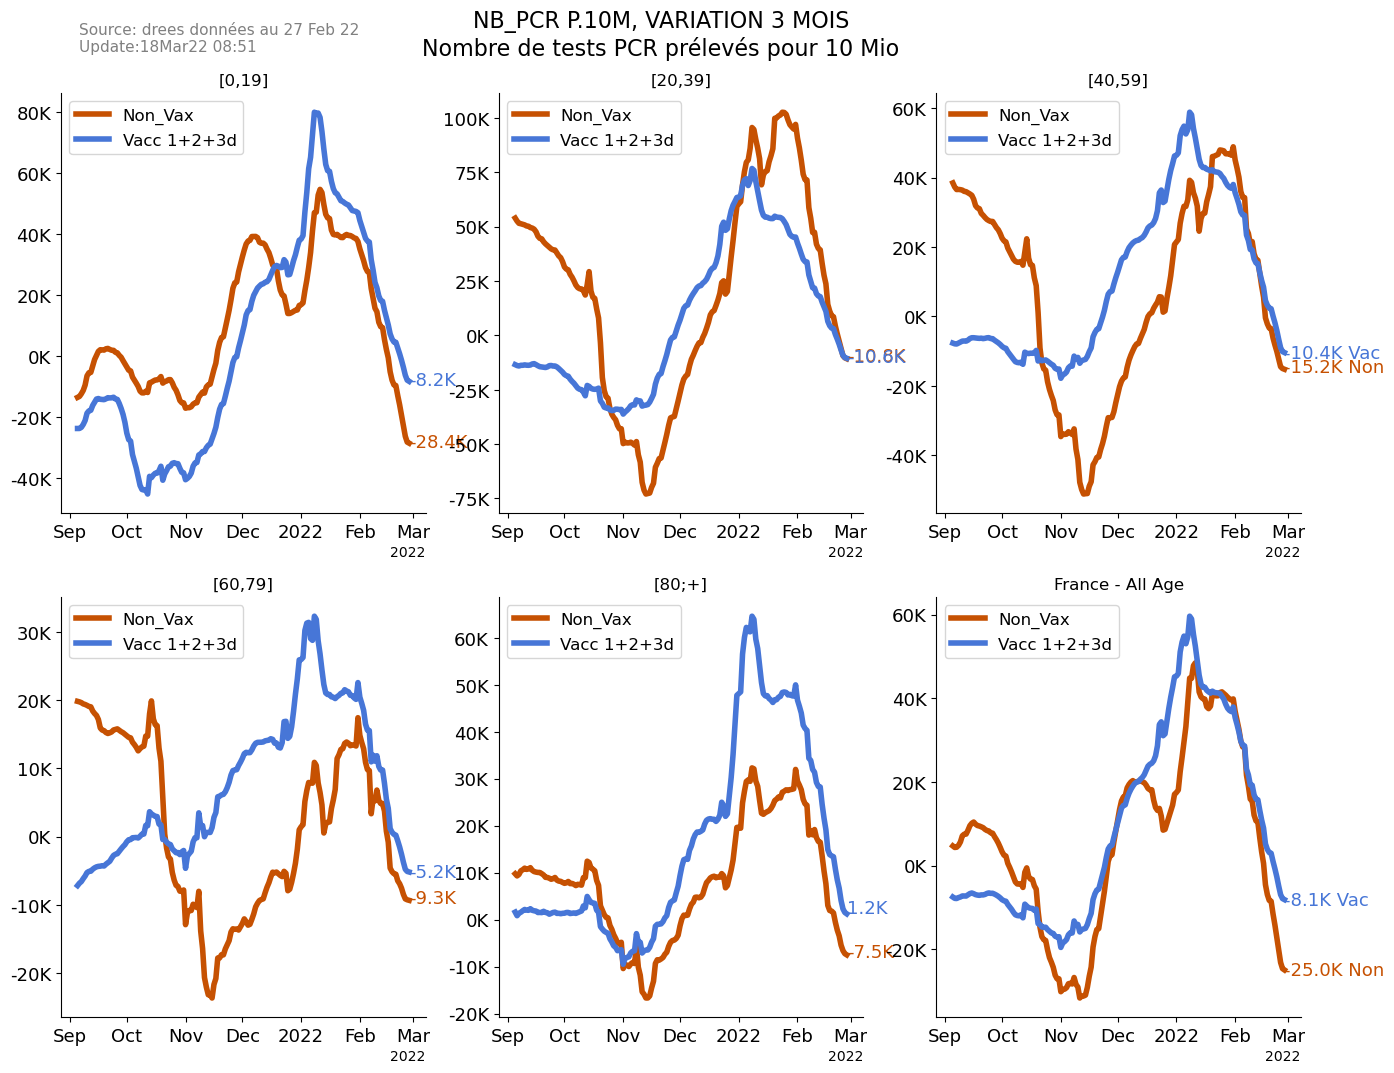 Source: drees données au 27 Feb 22
Update:18Mar22 08:51
NB_PCR P.10M, VARIATION 3 MOIS
Nombre de tests PCR prélevés pour 10 Mio
[0,19]
Non_Vax
Vacc 1+2+3d
80K
60K
40K
20K
0K
-20K
-40K
-8.2K
-28.4K
Sep Oct Nov Dec 2022 Feb Mar
2022
[20,39]
Non_Vax
Vacc 1+2+3d
100K
75K
50K
25K
0K
-25K
-50K
-75K
Sep Oct Nov Dec 2022 Feb Mar
2022
[40,59]
Non_Vax
Vacc 1+2+3d
60K
40K
20K
0K
-20K
-40K
-10.4K Vac
-15.2K Non
Sep Oct Nov Dec 2022 Feb Mar
2022
[60,79]
Non_Vax
Vacc 1+2+3d
30K
20K
10K
0K
-10K
-20K
-5.2K
-9.3K
Sep Oct Nov Dec 2022 Feb Mar
2022
[80;+]
Non_Vax
Vacc 1+2+3d
60K
50K
40K
30K
20K
10K
0K
-10K
-20K
1.2K
-7.5K
Sep Oct Nov Dec 2022 Feb Mar
2022
France - All Age
Non_Vax
Vacc 1+2+3d
60K
40K
20K
0K
-20K
-8.1K Vac
-25.0K Non
Sep Oct Nov Dec 2022 Feb Mar
2022